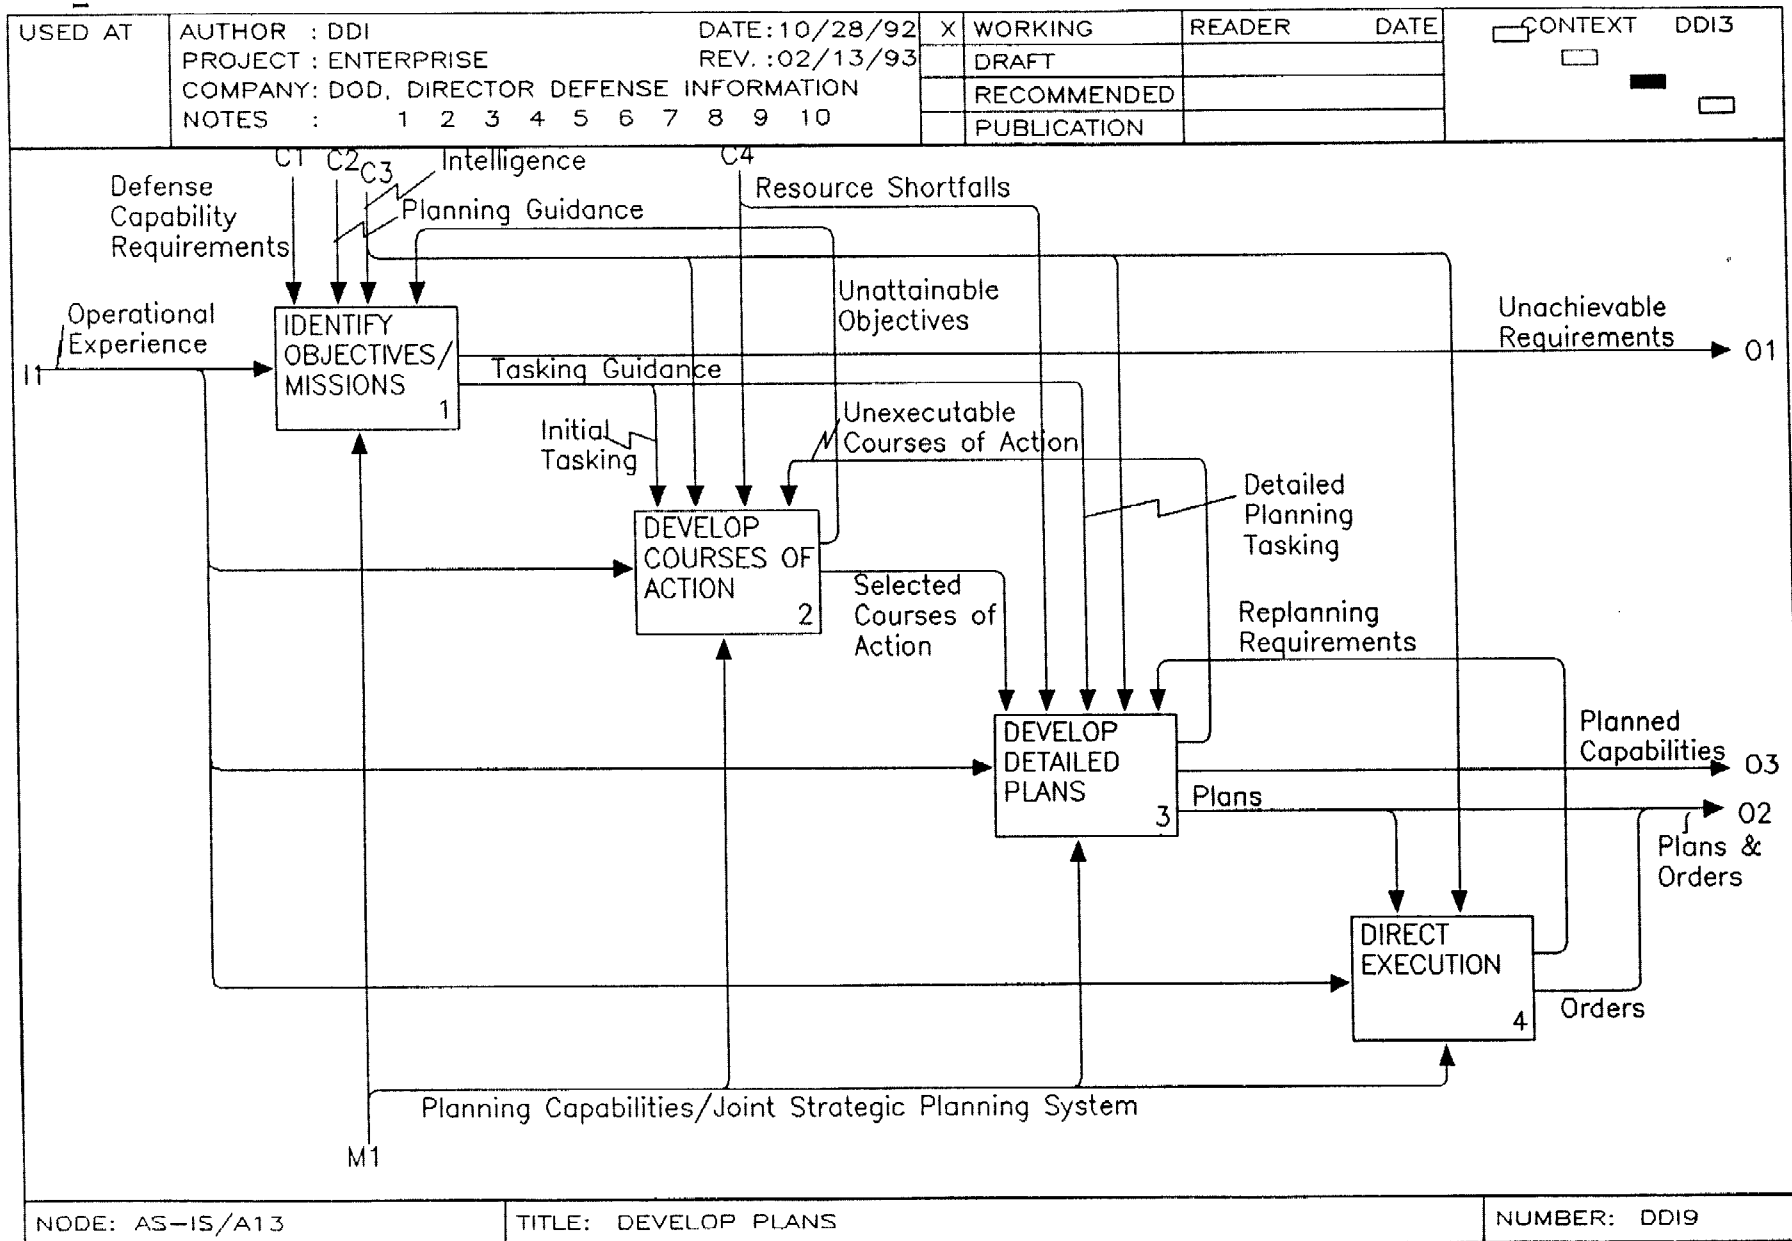 USED AT
AUTHOR : DDI DATE: 10/28/92
PROJECT : ENTERPRISE REV. : 02/13/93
COMPANY: DOD, DIRECTOR DEFENSE INFORMATION
NOTES : 1 2 3 4 5 6 7 8 9 10
X WORKING
DRAFT
RECOMMENDED
PUBLICATION
READER DATE
CONTEXT DDI3
C1
C2
C3
Intelligence
C4
Defense
Capability
Requirements
Planning Guidance
Resource Shortfalls
Operational
Experience
I1
IDENTIFY
OBJECTIVES/
MISSIONS
1
Unattainable
Objectives
Unachievable
Requirements
O1
Tasking Guidance
Initial
Tasking
Unexecutable
Courses of Action
Detailed
Planning
Tasking
DEVELOP
COURSES OF
ACTION
2
Selected
Courses of
Action
Replanning
Requirements
DEVELOP
DETAILED
PLANS
3
Planned
Capabilities
O3
Plans
O2
Plans &
Orders
DIRECT
EXECUTION
4
Orders
Planning Capabilities/Joint Strategic Planning System
M1
NODE: AS-IS/A13
TITLE: DEVELOP PLANS
NUMBER: DDI9